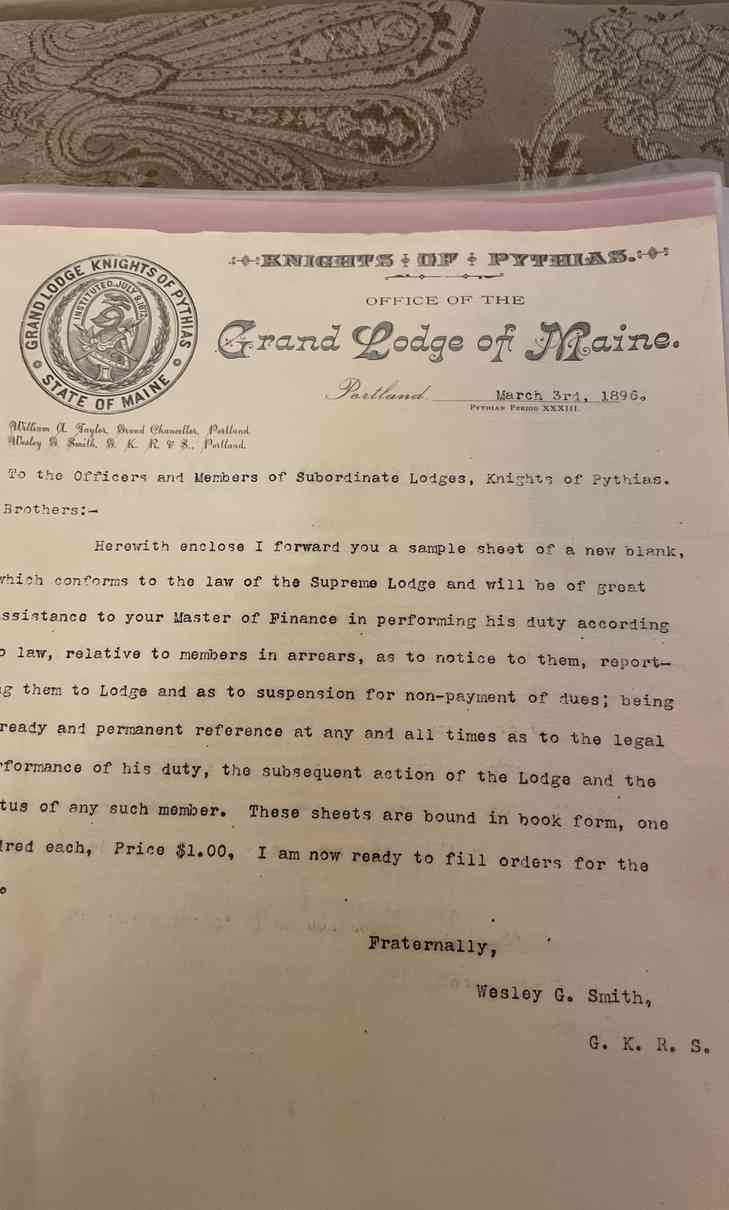 KNIGHTS OF PYTHIAS.
OFFICE OF THE
Grand Lodge of Maine.
GRAND LODGE KNIGHTS OF PYTHIAS
INSTITUTED JULY 9, 1872
STATE OF MAINE
Portland March 3rd, 1896.
PYTHIAN PERIOD XXXIII.
William A. Taylor, Grand Chancellor, Portland.
Wesley G. Smith, G. K. R. & S., Portland.
To the Officers and Members of Subordinate Lodges, Knights of Pythias.
Brothers:-
Herewith enclose I forward you a sample sheet of a new blank,
which conforms to the law of the Supreme Lodge and will be of great
ssistance to your Master of Finance in performing his duty according
o law, relative to members in arrears, as to notice to them, report-
g them to Lodge and as to suspension for non-payment of dues; being
ready and permanent reference at any and all times as to the legal
rformance of his duty, the subsequent action of the Lodge and the
tus of any such member. These sheets are bound in book form, one
dred each, Price $1.00, I am now ready to fill orders for the
Fraternally,
Wesley G. Smith,
G. K. R. S.